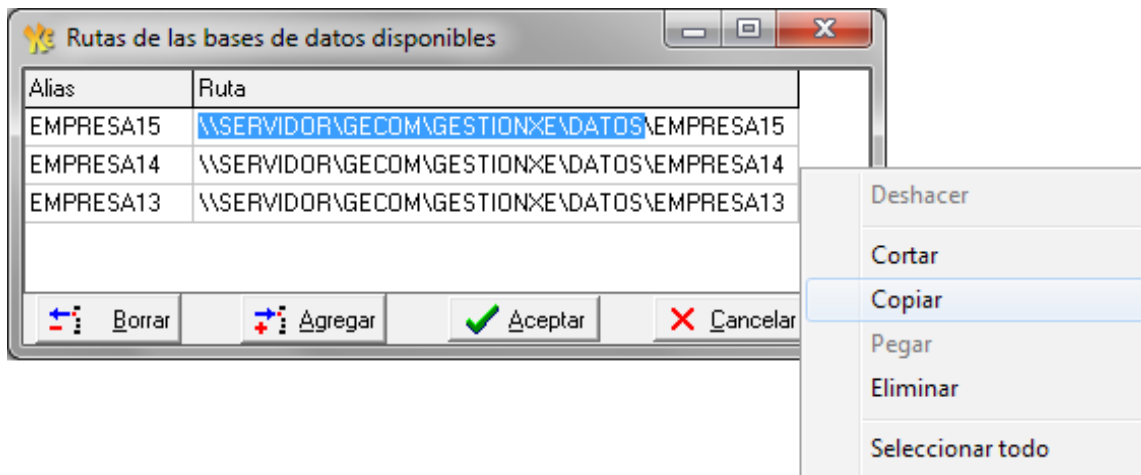 Rutas de las bases de datos disponibles
Alias Ruta
EMPRESA15 \\SERVIDOR\GECOM\GESTIONXE\DATOS\EMPRESA15
EMPRESA14 \\SERVIDOR\GECOM\GESTIONXE\DATOS\EMPRESA14
EMPRESA13 \\SERVIDOR\GECOM\GESTIONXE\DATOS\EMPRESA13
Borrar Agregar Aceptar Cancelar
Deshacer
Cortar
Copiar
Pegar
Eliminar
Seleccionar todo